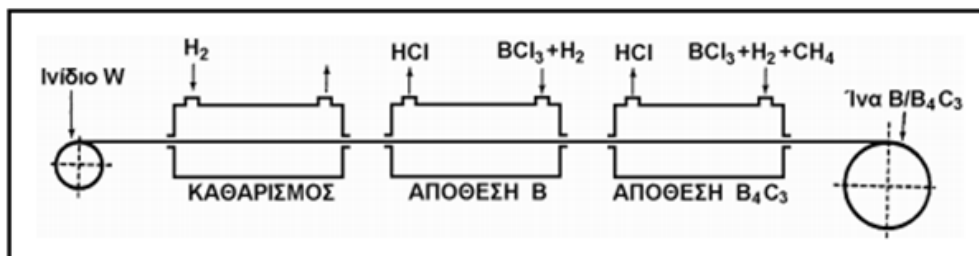 H₂
HCl
BCl₃+H₂
HCl
BCl₃+H₂+CH₄
Ινίδιο W
Ίνα B/B₄C₃
ΚΑΘΑΡΙΣΜΟΣ
ΑΠΟΘΕΣΗ B
ΑΠΟΘΕΣΗ B₄C₃